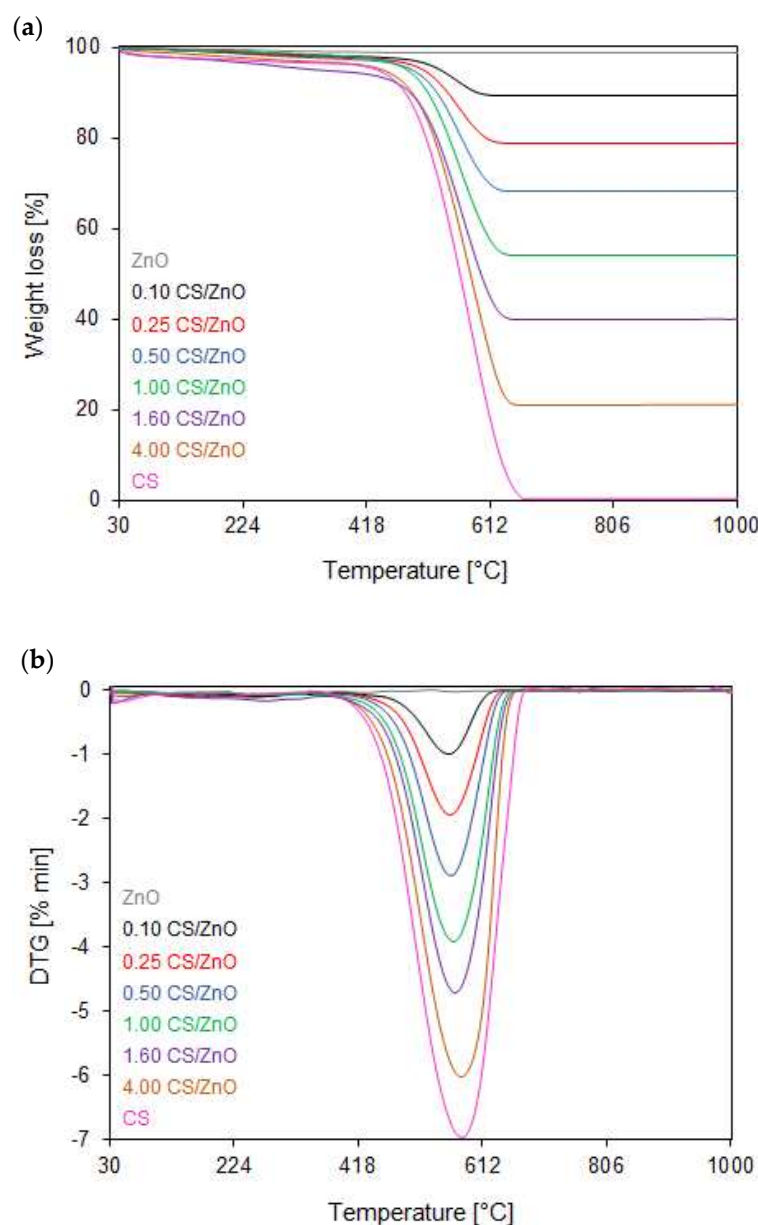 (a)
100
80
60
40
20
0
Weight loss [%]
ZnO
0.10 CS/ZnO
0.25 CS/ZnO
0.50 CS/ZnO
1.00 CS/ZnO
1.60 CS/ZnO
4.00 CS/ZnO
CS
30 224 418 612 806 1000
Temperature [°C]
(b)
0
-1
-2
-3
-4
-5
-6
-7
DTG [% min]
ZnO
0.10 CS/ZnO
0.25 CS/ZnO
0.50 CS/ZnO
1.00 CS/ZnO
1.60 CS/ZnO
4.00 CS/ZnO
CS
30 224 418 612 806 1000
Temperature [°C]